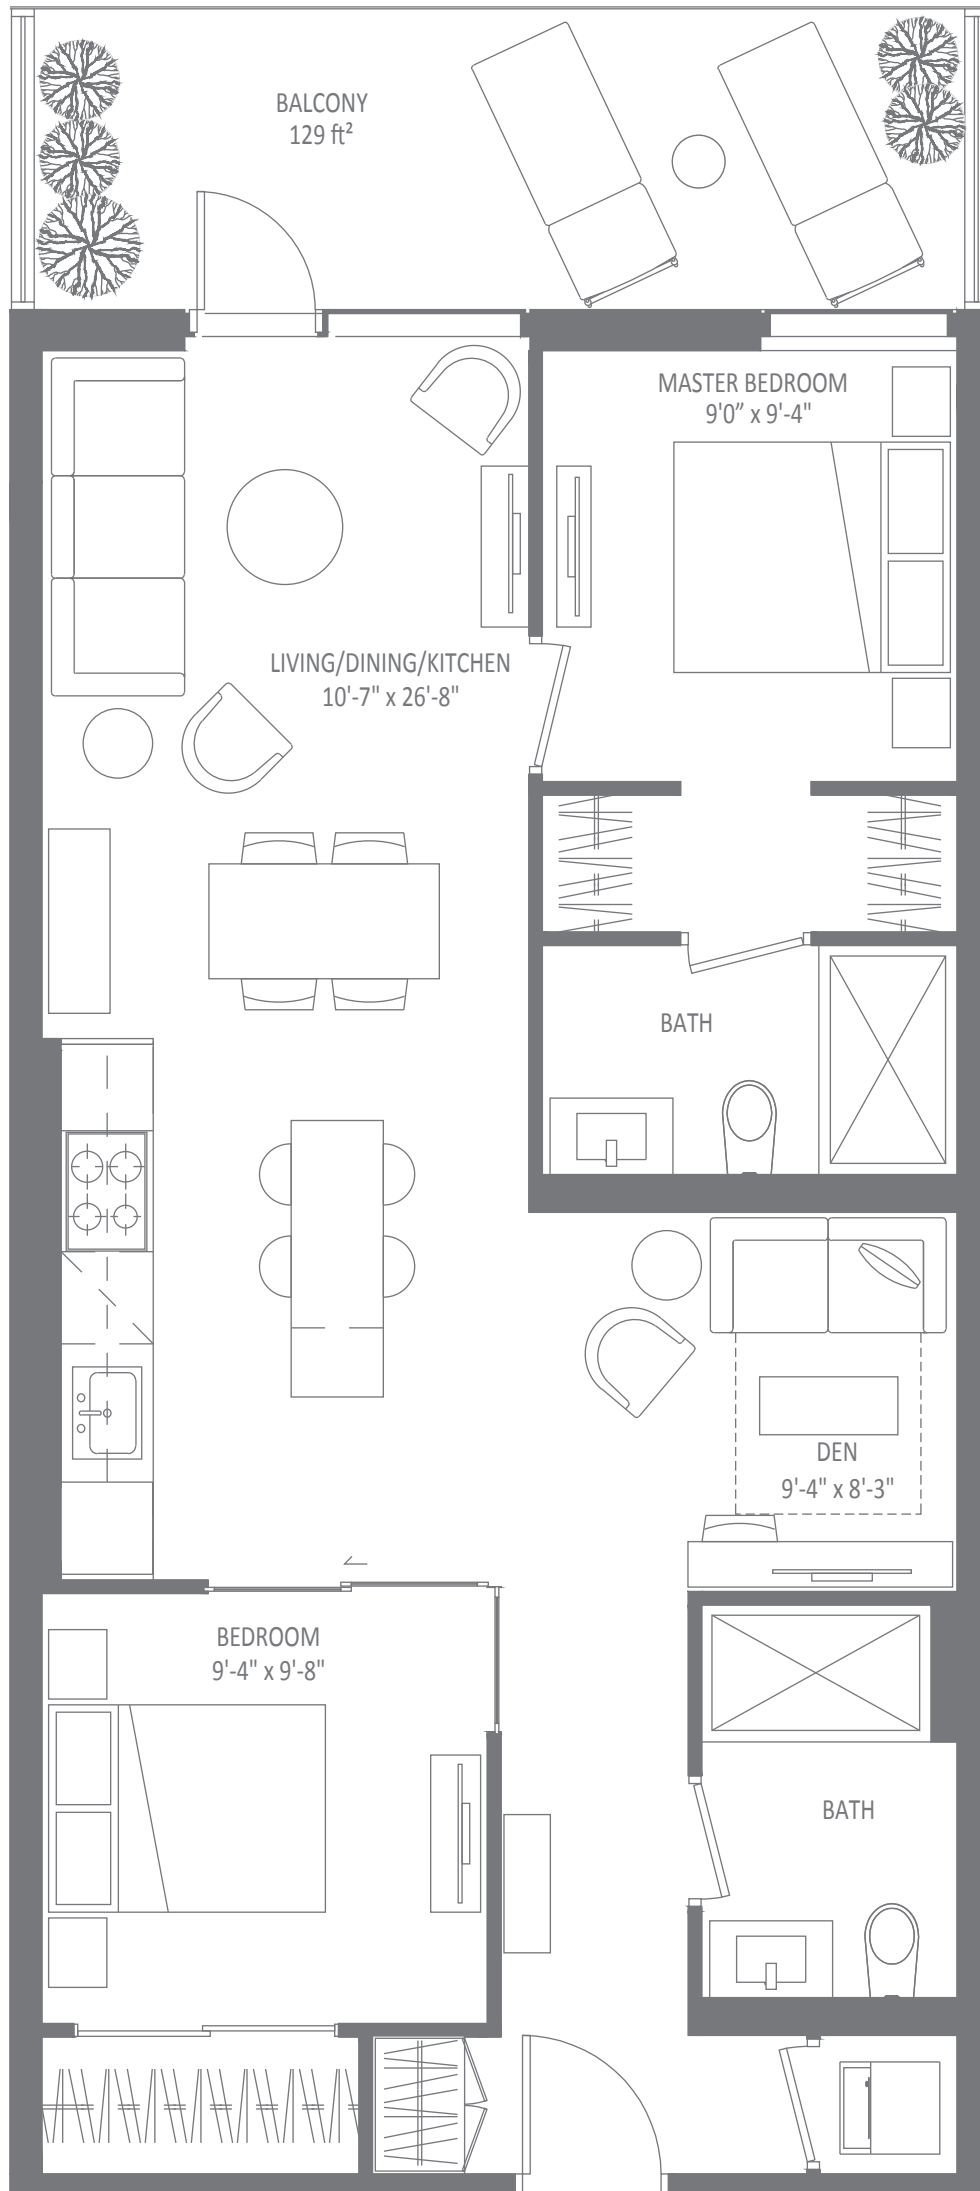 BALCONY
129 ft²
MASTER BEDROOM
9'0” x 9'-4"
LIVING/DINING/KITCHEN
10'-7" x 26'-8"
BATH
DEN
9'-4" x 8'-3"
BEDROOM
9'-4" x 9'-8"
BATH